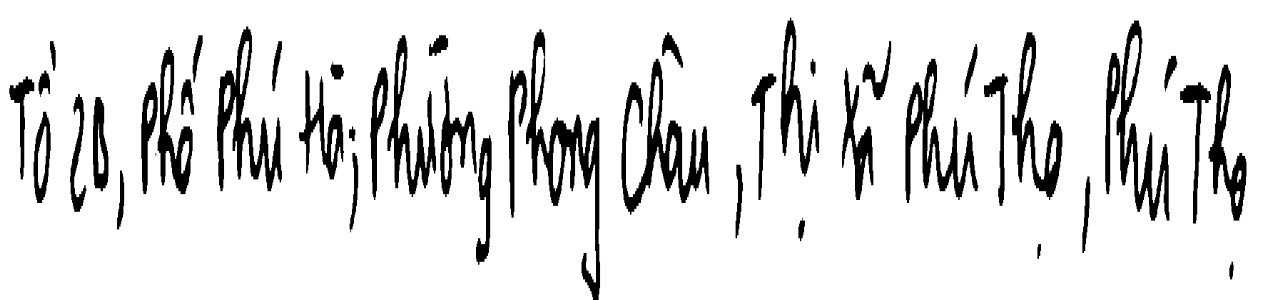 Tổ 2B, Phố Phú Hà, Phường Phong Châu, Thị Xã Phú Thọ, Phú Thọ